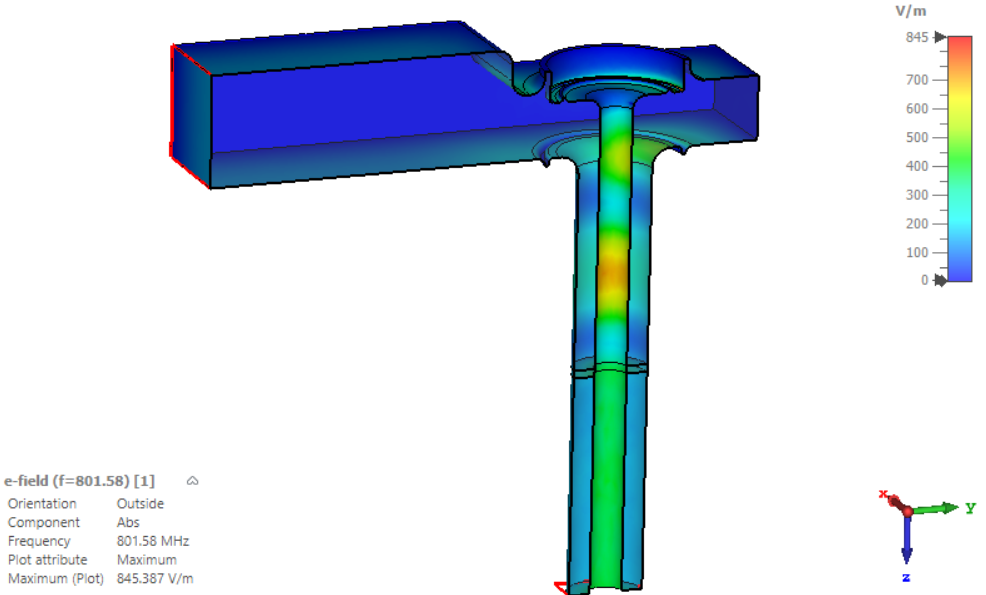 V/m
845
700
600
500
400
300
200
100
0
e-field (f=801.58) [1]
Orientation Outside
Component Abs
Frequency 801.58 MHz
Plot attribute Maximum
Maximum (Plot) 845.387 V/m
x
y
z